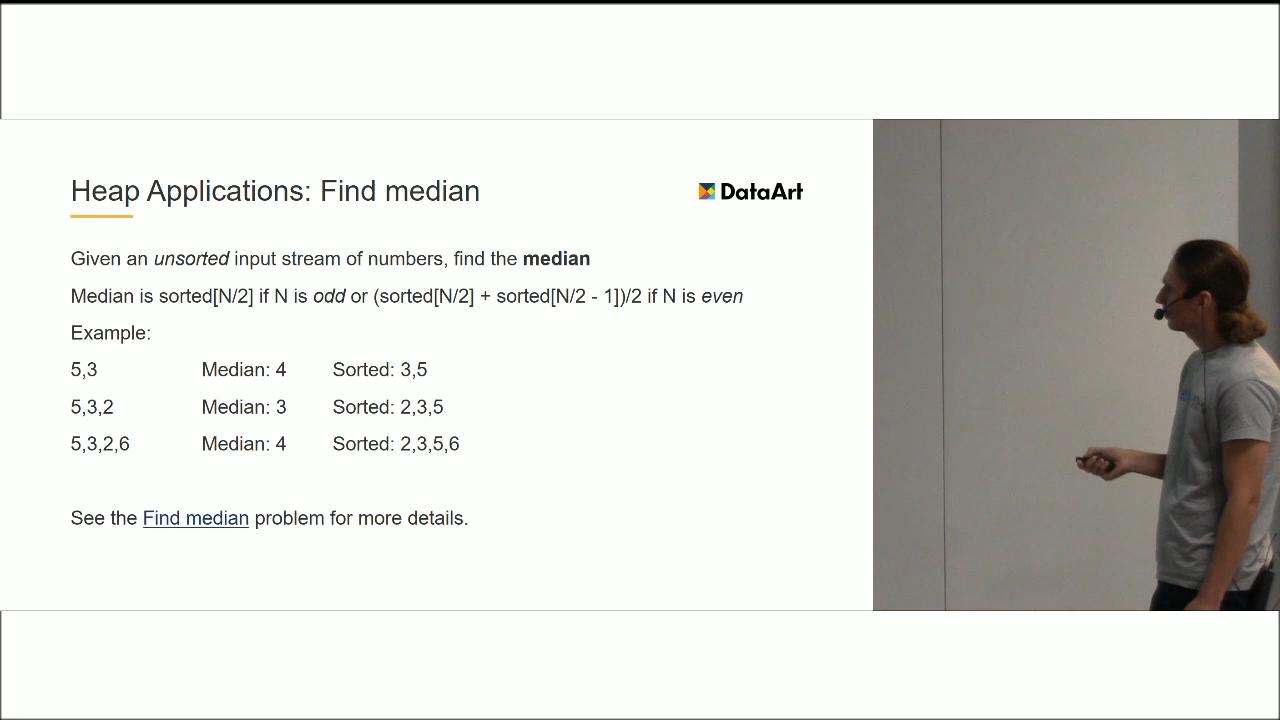 Heap Applications: Find median
DataArt
Given an unsorted input stream of numbers, find the median
Median is sorted[N/2] if N is odd or (sorted[N/2] + sorted[N/2 - 1])/2 if N is even
Example:
5,3 Median: 4 Sorted: 3,5
5,3,2 Median: 3 Sorted: 2,3,5
5,3,2,6 Median: 4 Sorted: 2,3,5,6
See the Find median problem for more details.